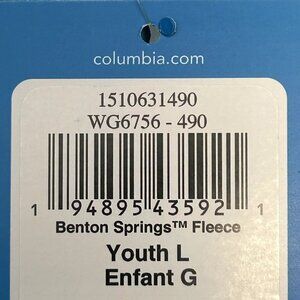 columbia.com
1510631490
WG6756 - 490
1 94895 43592 1
Benton Springs™ Fleece
Youth L
Enfant G